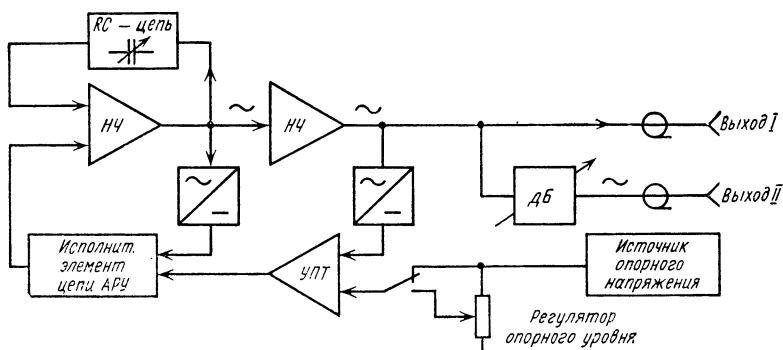 RC – цепь
НЧ
НЧ
Выход I
дБ
Выход II
Исполнит.
элемент
цепи АРУ
УПТ
Источник
опорного
напряжения
Регулятор
опорного уровня